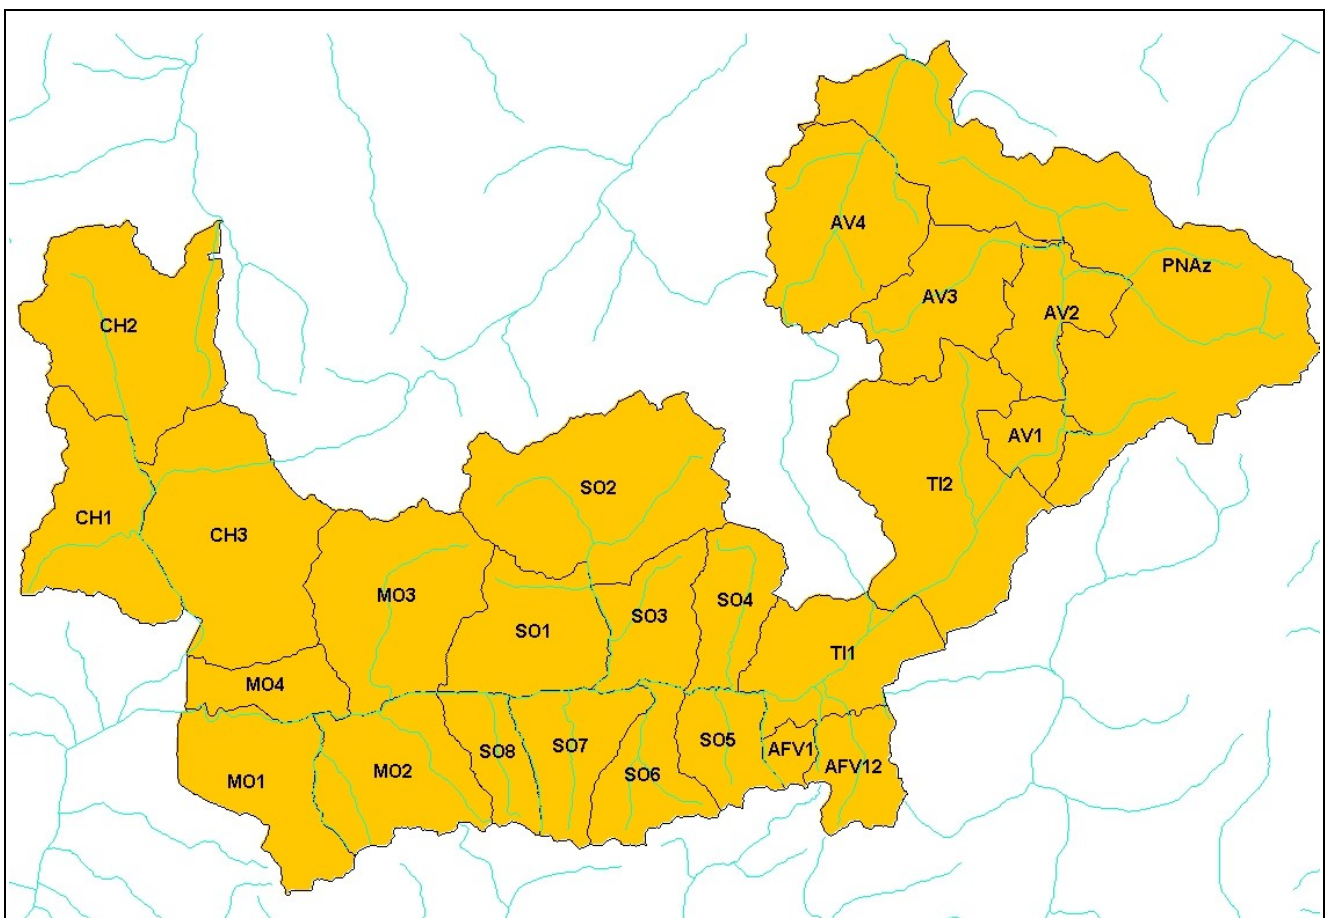 AV4
PNAz
AV3
AV2
CH2
AV1
TI2
SO2
CH1
CH3
MO3
SO4
SO3
SO1
TI1
MO4
SO5
SO7
AFV1
SO8
AFV12
MO2
SO6
MO1